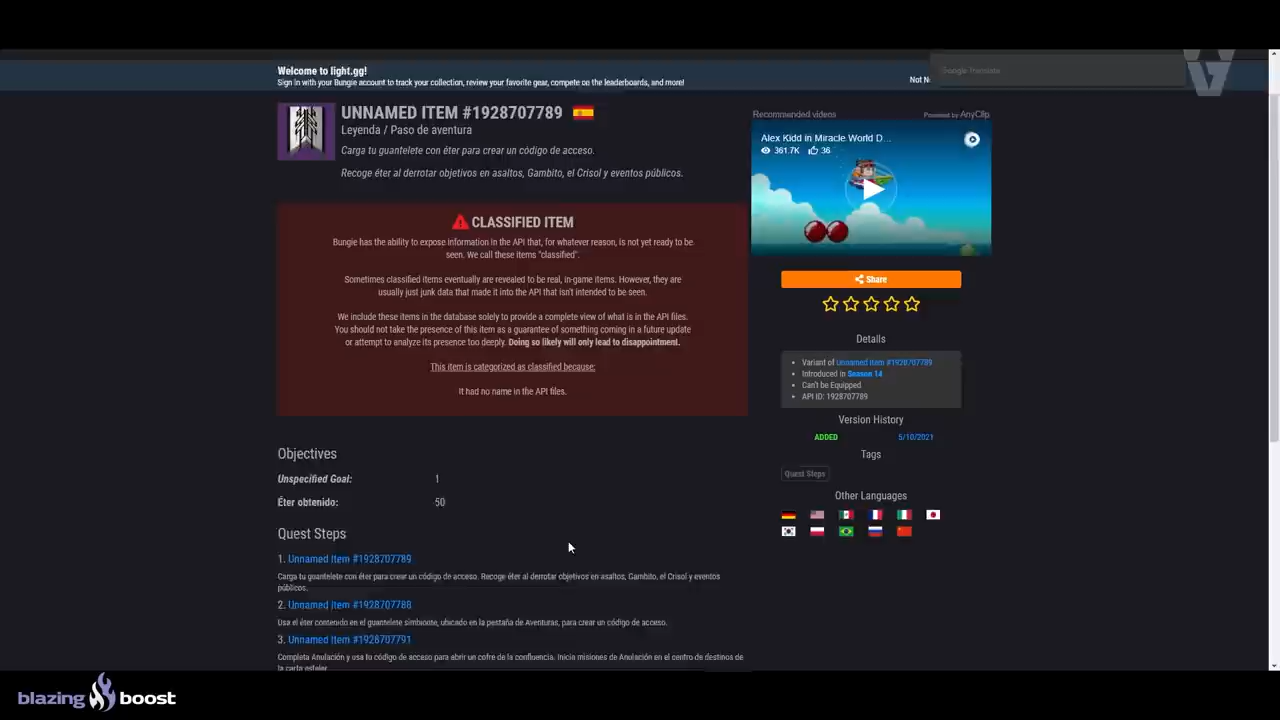 Google Translate
Welcome to light.gg!
Sign in with your Bungie account to track your collection, review your favorite gear, compete on the leaderboards, and more!
Not N
UNNAMED ITEM #1928707789
Leyenda / Paso de aventura
Carga tu guantelete con éter para crear un código de acceso.
Recoge éter al derrotar objetivos en asaltos, Gambito, el Crisol y eventos públicos.
CLASSIFIED ITEM
Bungie has the ability to expose information in the API that, for whatever reason, is not yet ready to be
seen. We call these items "classified".
Sometimes classified items eventually are revealed to be real, in-game items. However, they are
usually just junk data that made it into the API that isn't intended to be seen.
We include these items in the database solely to provide a complete view of what is in the API files.
You should not take the presence of this item as a guarantee of something coming in a future update
or attempt to analyze its presence too deeply. Doing so likely will only lead to disappointment.
This item is categorized as classified because:
It had no name in the API files.
Objectives
Unspecified Goal: 1
Éter obtenido: 50
Quest Steps
1. Unnamed Item #1928707789
Carga tu guantelete con éter para crear un código de acceso. Recoge éter al derrotar objetivos en asaltos, Gambito, el Crisol y eventos
públicos.
2. Unnamed Item #1928707788
Usa el éter contenido en el guantelete simbionte, ubicado en la pestaña de Aventuras, para crear un código de acceso.
3. Unnamed Item #1928707791
Completa Anulación y usa tu código de acceso para abrir un cofre de la confluencia. Inicia misiones de Anulación en el centro de destinos de
la carta estelar.
Recommended videos
Powered by AnyClip
Alex Kidd in Miracle World D...
361.7K 36
Share
Details
Variant of Unnamed Item #1928707789
Introduced in Season 14
Can't be Equipped
API ID: 1928707789
Version History
ADDED 5/10/2021
Tags
Quest Steps
Other Languages
blazing boost